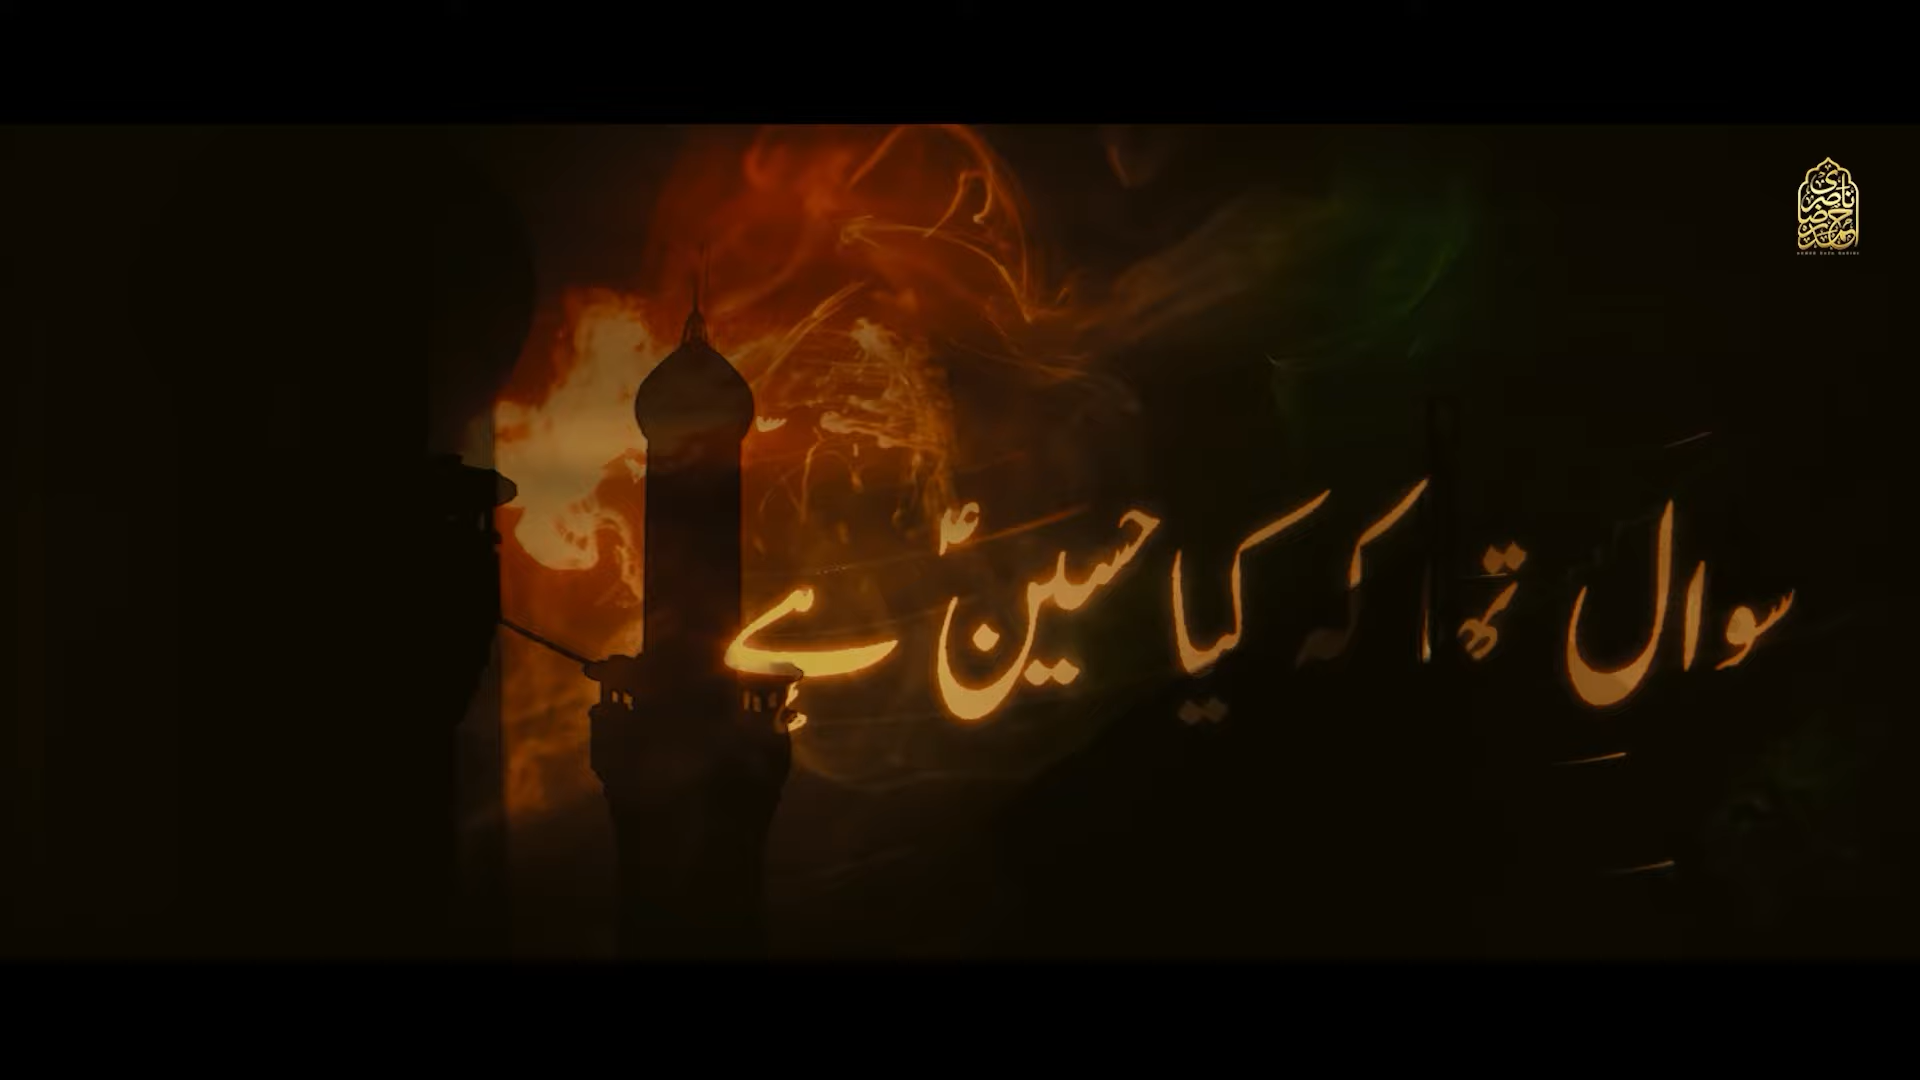 سوال تھا کہ کیا حسینؑ ہے